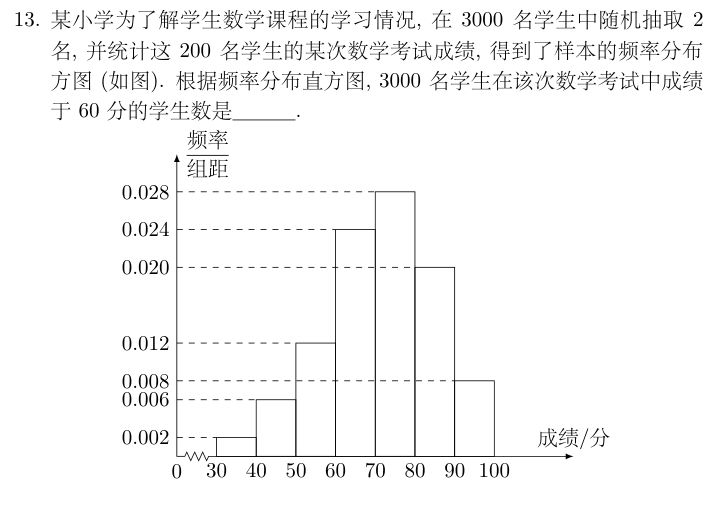 13. 某小学为了解学生数学课程的学习情况, 在 3000 名学生中随机抽取 2
名, 并统计这 200 名学生的某次数学考试成绩, 得到了样本的频率分布
方图 (如图). 根据频率分布直方图, 3000 名学生在该次数学考试中成绩
于 60 分的学生数是______.
频率
组距
0.028
0.024
0.020
0.012
0.008
0.006
0.002
成绩/分
0 30 40 50 60 70 80 90 100